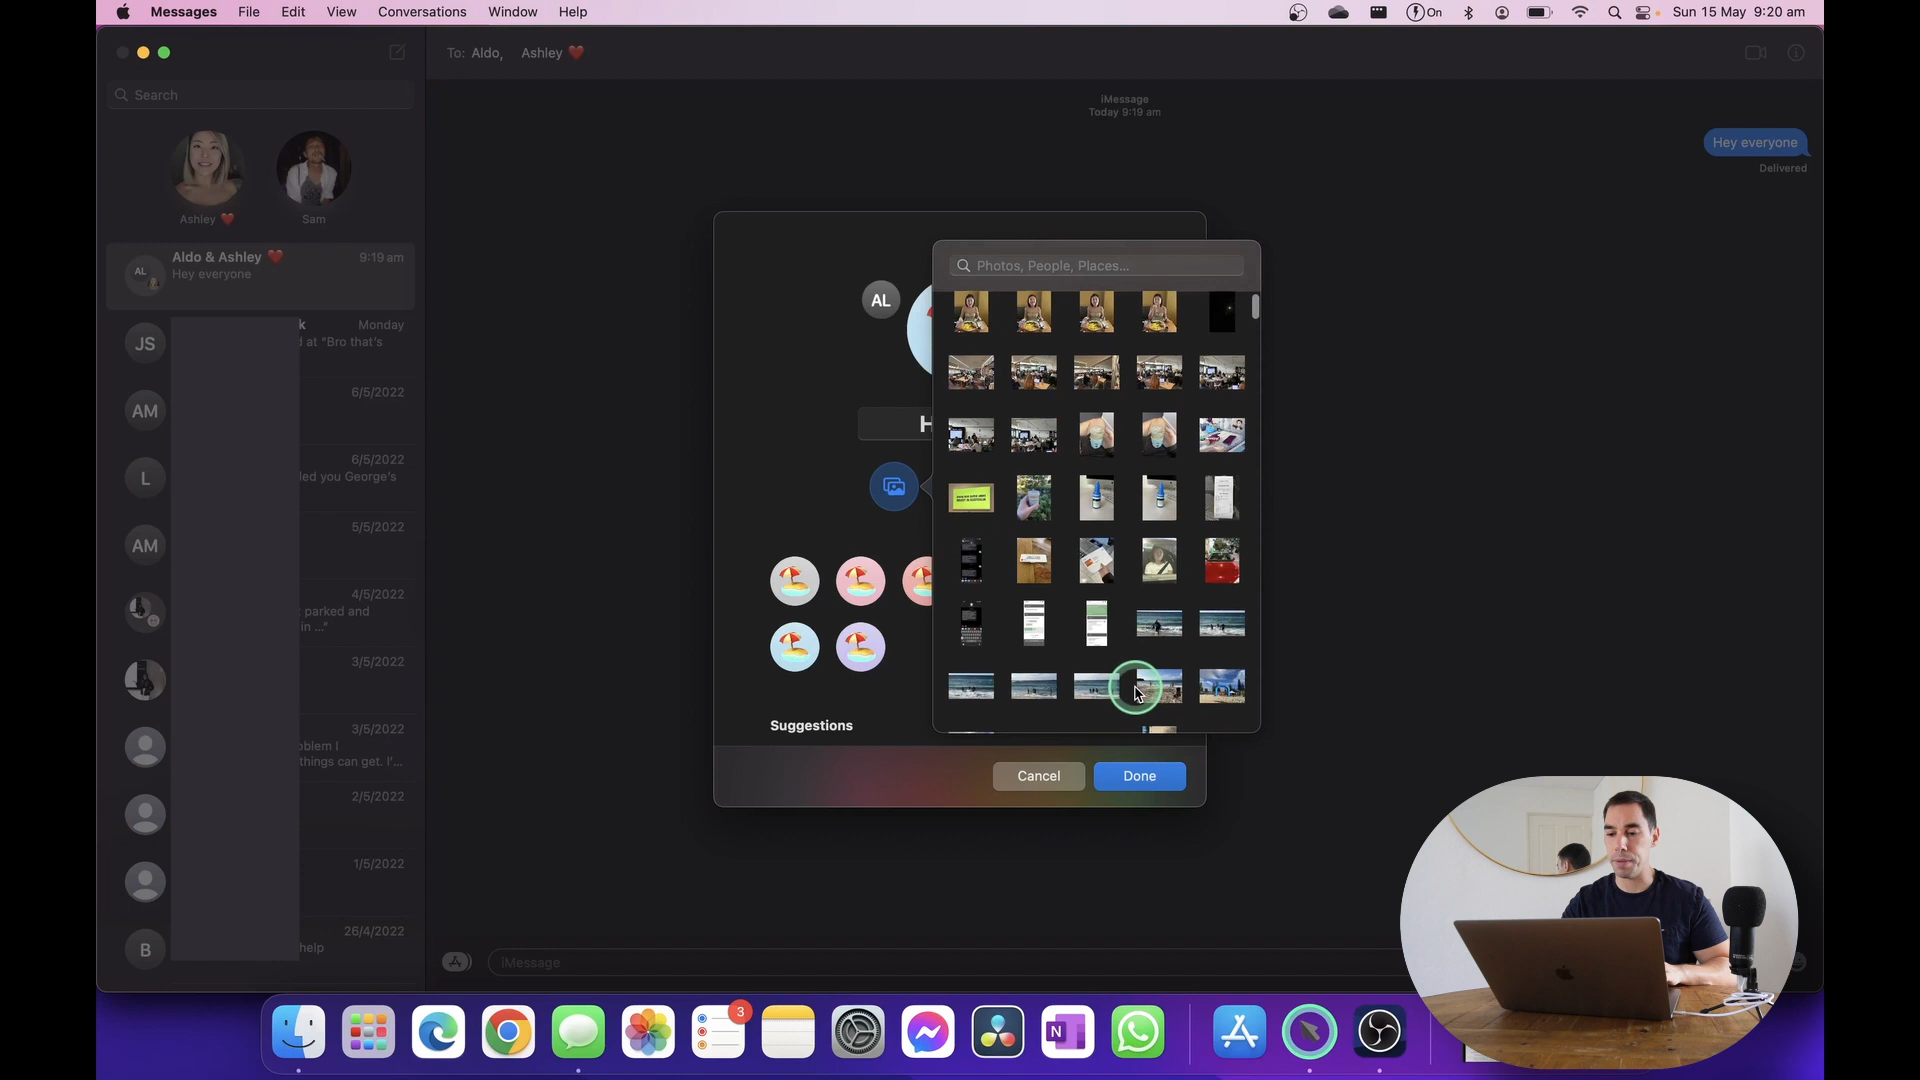 Messages File Edit View Conversations Window Help
On Sun 15 May 9:20 am
Search
To: Aldo, Ashley ❤️
iMessage
Today 9:19 am
Hey everyone
Delivered
Ashley ❤️
Sam
AL
Aldo & Ashley ❤️ 9:19 am
Hey everyone
JS
k Monday
d at "Bro that's
AM
6/5/2022
L
6/5/2022
led you George's
AM
5/5/2022
4/5/2022
parked and
in ..."
3/5/2022
3/5/2022
oblem I
things can get. I'...
2/5/2022
1/5/2022
B
26/4/2022
help
AL
H
Photos, People, Places...
Suggestions
Cancel
Done
iMessage
3
N